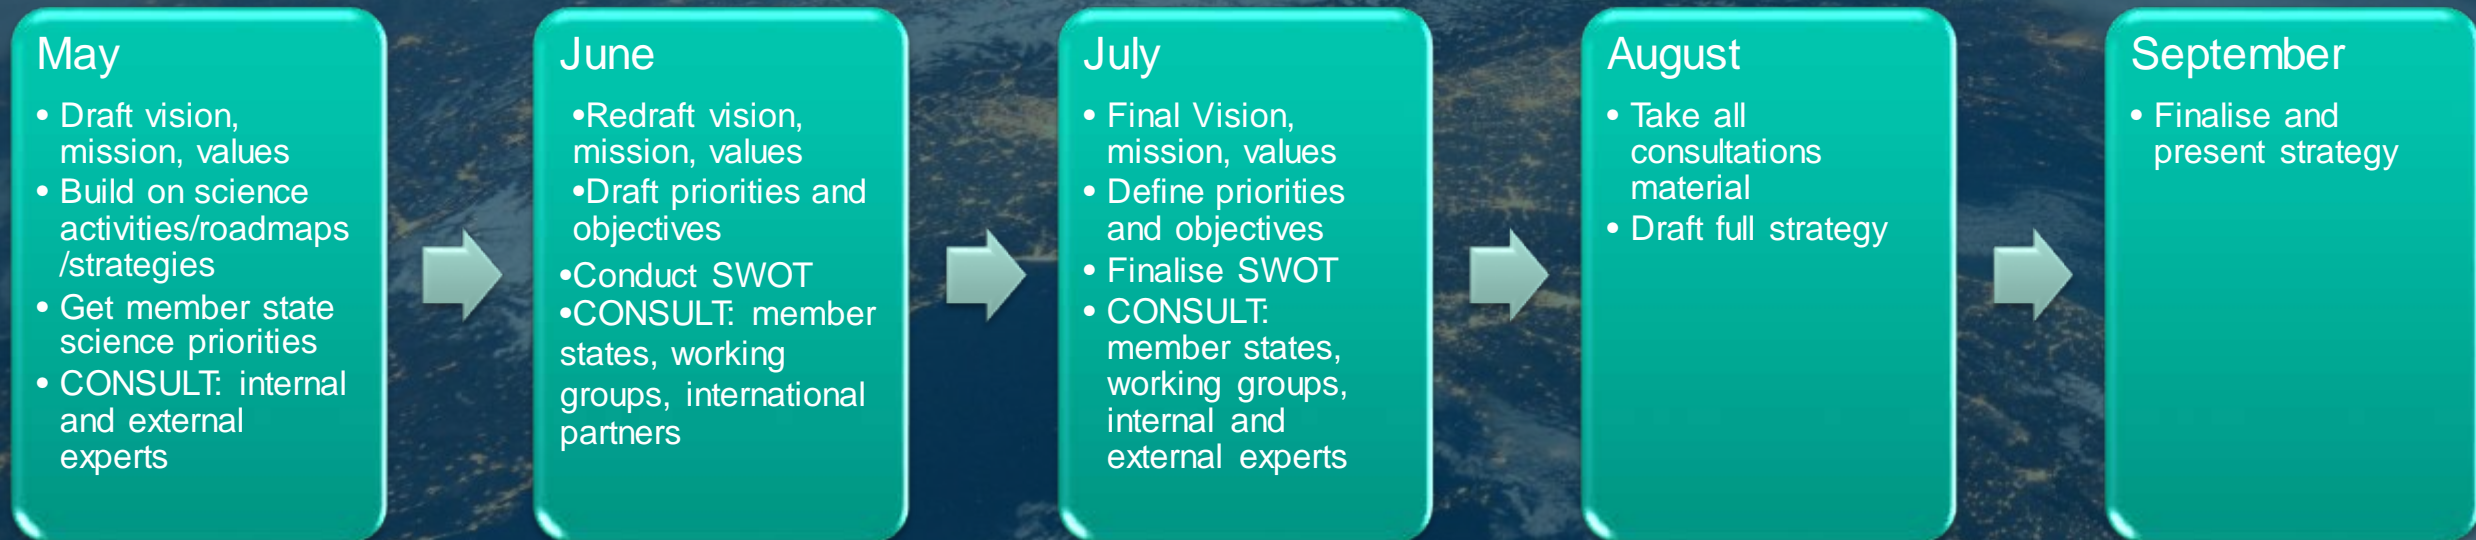 May
• Draft vision,
mission, values
• Build on science
activities/roadmaps
/strategies
• Get member state
science priorities
• CONSULT: internal
and external
experts
June
•Redraft vision,
mission, values
•Draft priorities and
objectives
•Conduct SWOT
•CONSULT: member
states, working
groups, international
partners
July
• Final Vision,
mission, values
• Define priorities
and objectives
• Finalise SWOT
• CONSULT:
member states,
working groups,
internal and
external experts
August
• Take all
consultations
material
• Draft full strategy
September
• Finalise and
present strategy